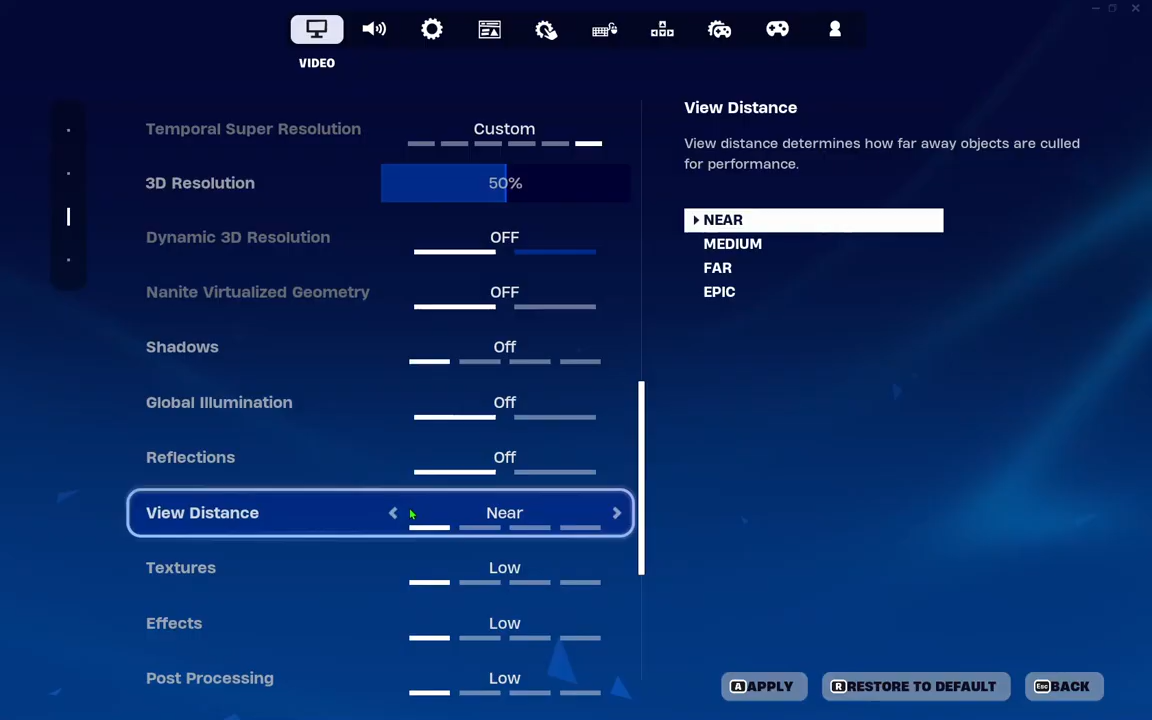 VIDEO
Temporal Super Resolution
Custom
3D Resolution
50%
Dynamic 3D Resolution
OFF
Nanite Virtualized Geometry
OFF
Shadows
Off
Global Illumination
Off
Reflections
Off
View Distance
Near
Textures
Low
Effects
Low
Post Processing
Low
View Distance
View distance determines how far away objects are culled
for performance.
NEAR
MEDIUM
FAR
EPIC
A APPLY
R RESTORE TO DEFAULT
Esc BACK